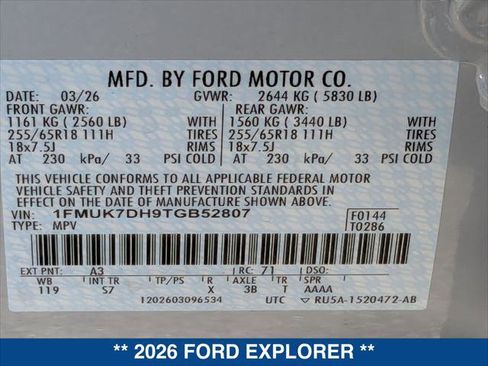 MFD. BY FORD MOTOR CO.
DATE: 03/26 GVWR: 2644 KG ( 5830 LB)
FRONT GAWR: REAR GAWR:
1161 KG ( 2560 LB) WITH 1560 KG ( 3440 LB) WITH
255/65R18 111H TIRES 255/65R18 111H TIRES
18x7.5J RIMS 18x7.5J RIMS
AT 230 kPa/ 33 PSI COLD AT 230 kPa/ 33 PSI COLD
THIS VEHICLE CONFORMS TO ALL APPLICABLE FEDERAL MOTOR
VEHICLE SAFETY AND THEFT PREVENTION STANDARDS IN
EFFECT ON THE DATE OF MANUFACTURE SHOWN ABOVE.
VIN: 1FMUK7DH9TGB52807 F0144
TYPE: MPV T0286
EXT PNT: A3 RC: 71 DSO:
WB INT TR TP/PS R AXLE T SPR
119 S7 X 3B T AAAA
1202603096534 UTC ▽ RU5A-1520472-AB
** 2026 FORD EXPLORER **